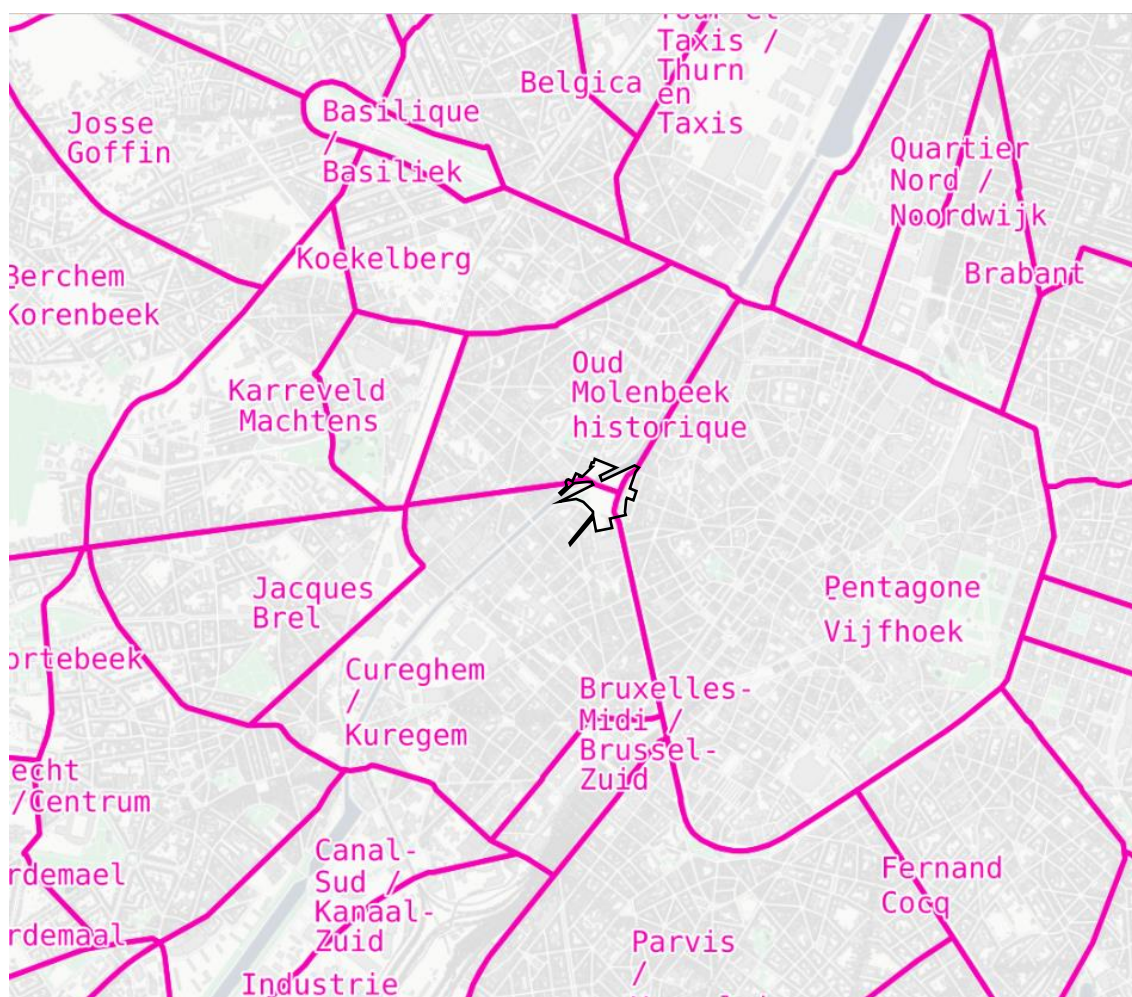 Tour et
Taxis /
Thurn
en
Taxis
Belgica
Basilique
/
Basiliek
Josse
Goffin
Quartier
Nord /
Noordwijk
Koekelberg
Berchem
Korenbeek
Brabant
Oud
Molenbeek
historique
Karreveld
Machtens
Jacques
Brel
Pentagone
-
Vijfhoek
ortebeek
Cureghem
/
Kuregem
Bruxelles-
Midi /
Brussel-
Zuid
echt
/Centrum
Canal-
Sud /
Kanaal-
Zuid
rdemael
rdemaal
Fernand
Cocq
Industrie
Parvis
/